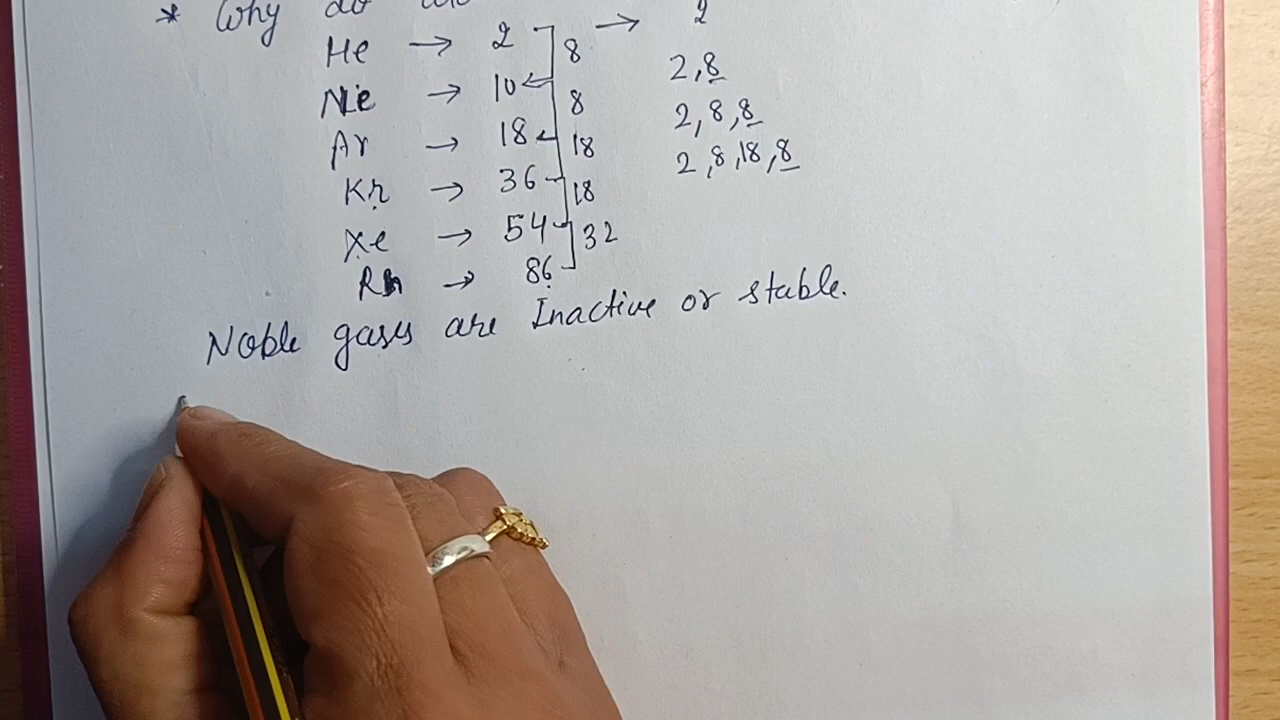 * Why do
He → 2 8 → 2
Ne → 10 8 2,8
Ar → 18 18 2,8,8
Kr → 36 18 2,8,18,8
Xe → 54 32
Rn → 86
Noble gases are Inactive or stable.